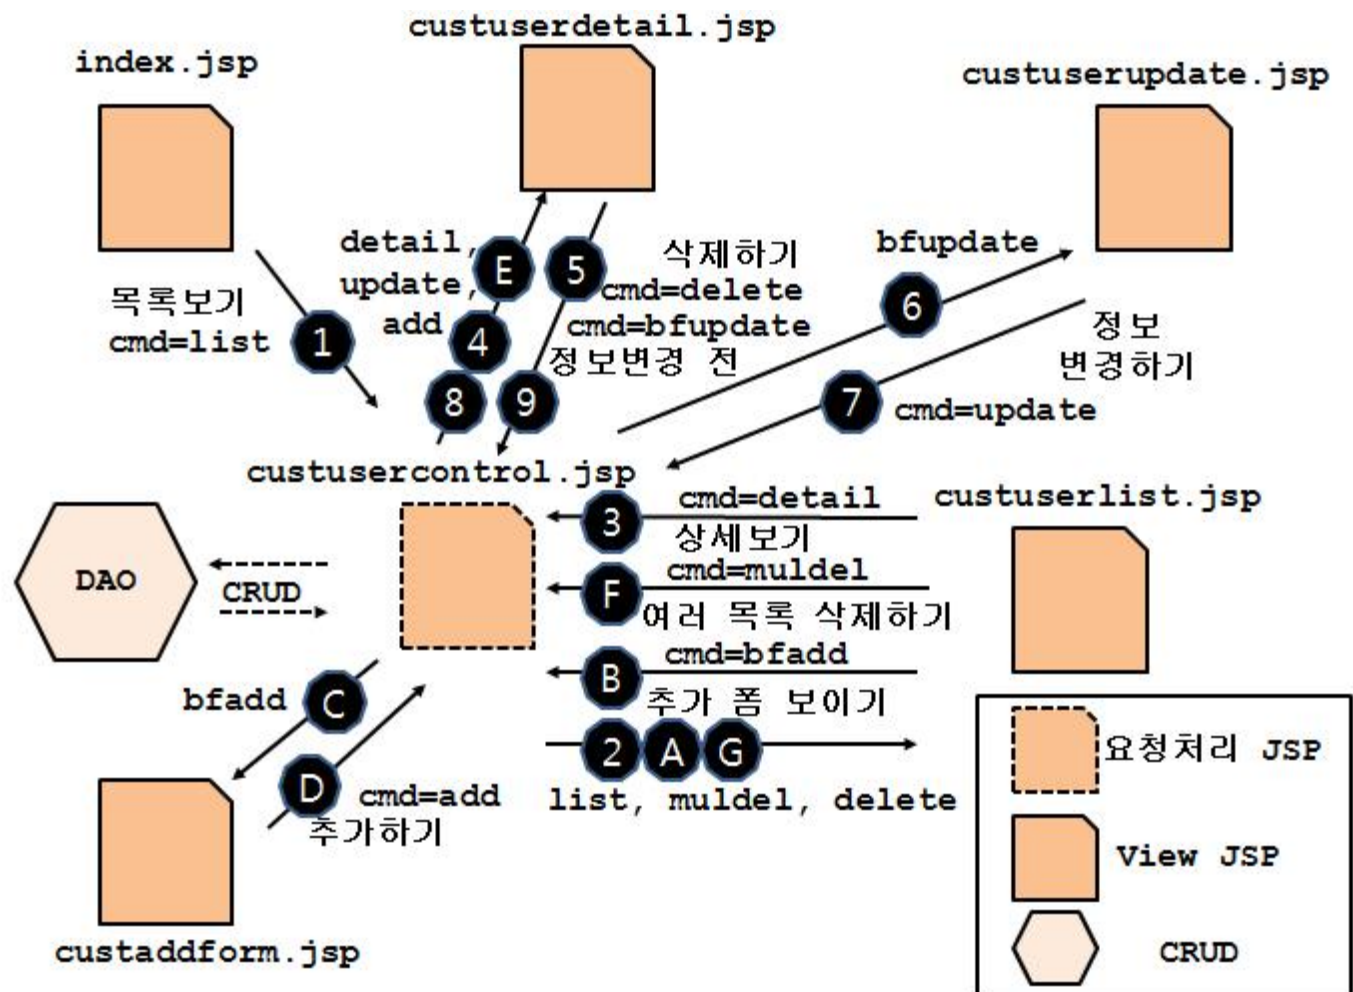 custuserdetail.jsp
index.jsp
custuserupdate.jsp
detail,
update,
add
E
5
4
8
9
삭제하기
cmd=delete
cmd=bfupdate
정보변경 전
bfupdate
6
목록보기
cmd=list
1
정보
변경하기
7
cmd=update
custusercontrol.jsp
3
cmd=detail
상세보기
custuserlist.jsp
F
cmd=muldel
여러 목록 삭제하기
B
cmd=bfadd
추가 폼 보이기
2 A G
list, muldel, delete
DAO
CRUD
bfadd
C
D
cmd=add
추가하기
custaddform.jsp
요청처리 JSP
View JSP
CRUD